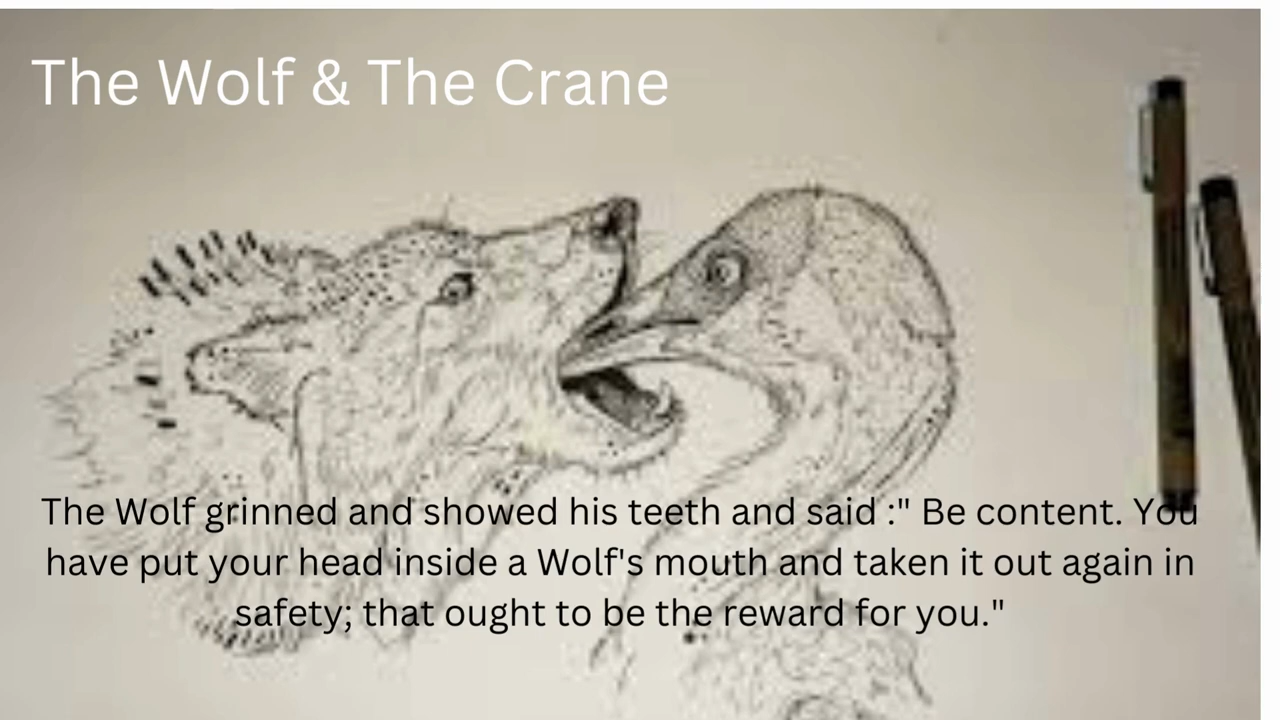 The Wolf & The Crane
The Wolf grinned and showed his teeth and said :" Be content. You
have put your head inside a Wolf's mouth and taken it out again in
safety; that ought to be the reward for you."